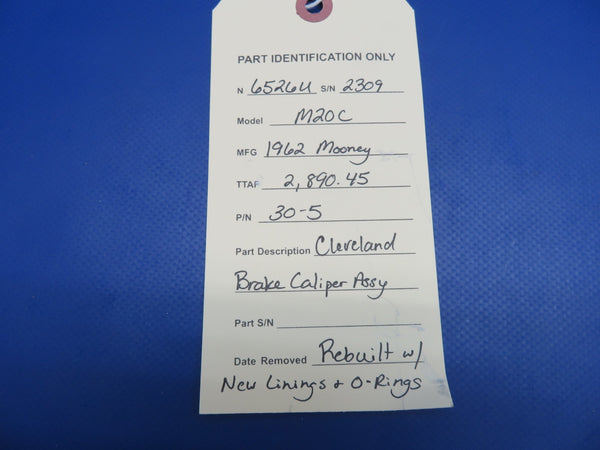 PART IDENTIFICATION ONLY
N 6526U S/N 2309
Model M20C
MFG 1962 Mooney
TTAF 2,890.45
P/N 30-5
Part Description Cleveland
Brake Caliper Assy
Part S/N
Date Removed Rebuilt w/
New Linings & O-Rings